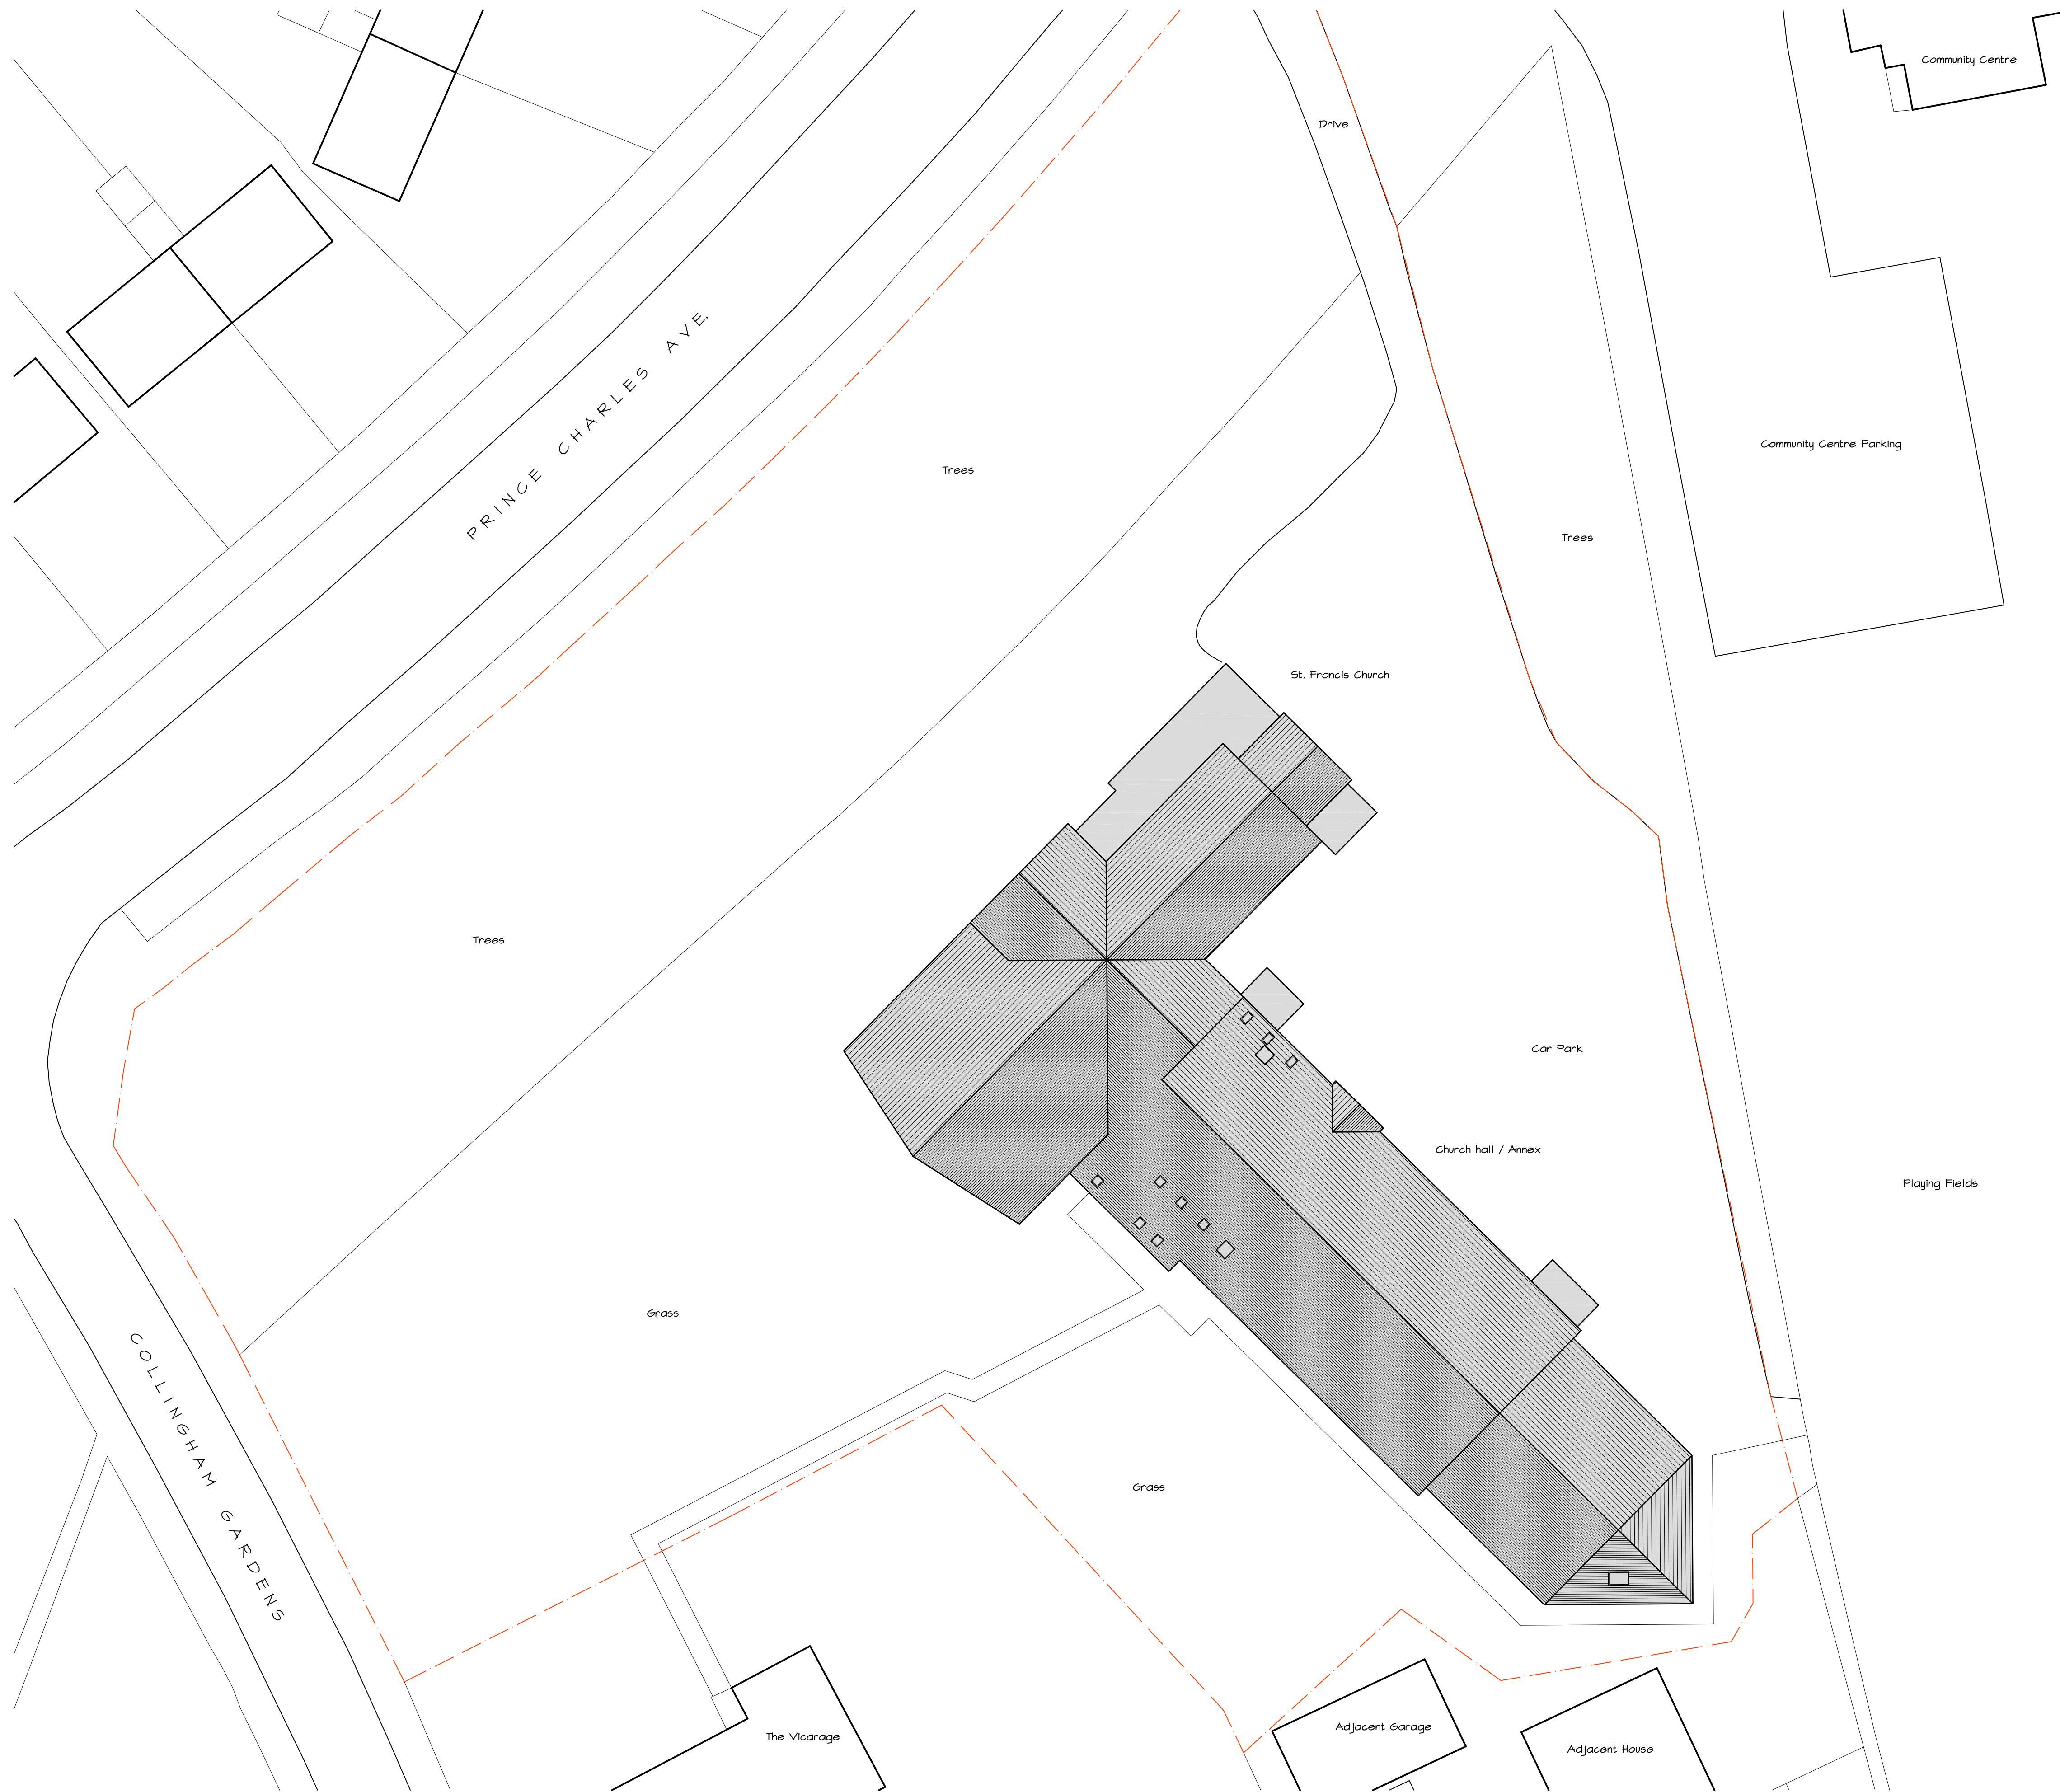 Community Centre
Drive
PRINCE CHARLES AVE.
Community Centre Parking
Trees
Trees
St. Francis Church
Trees
Car Park
Church hall / Annex
Playing Fields
Grass
COLLINGHAM GARDENS
Grass
The Vicarage
Adjacent Garage
Adjacent House